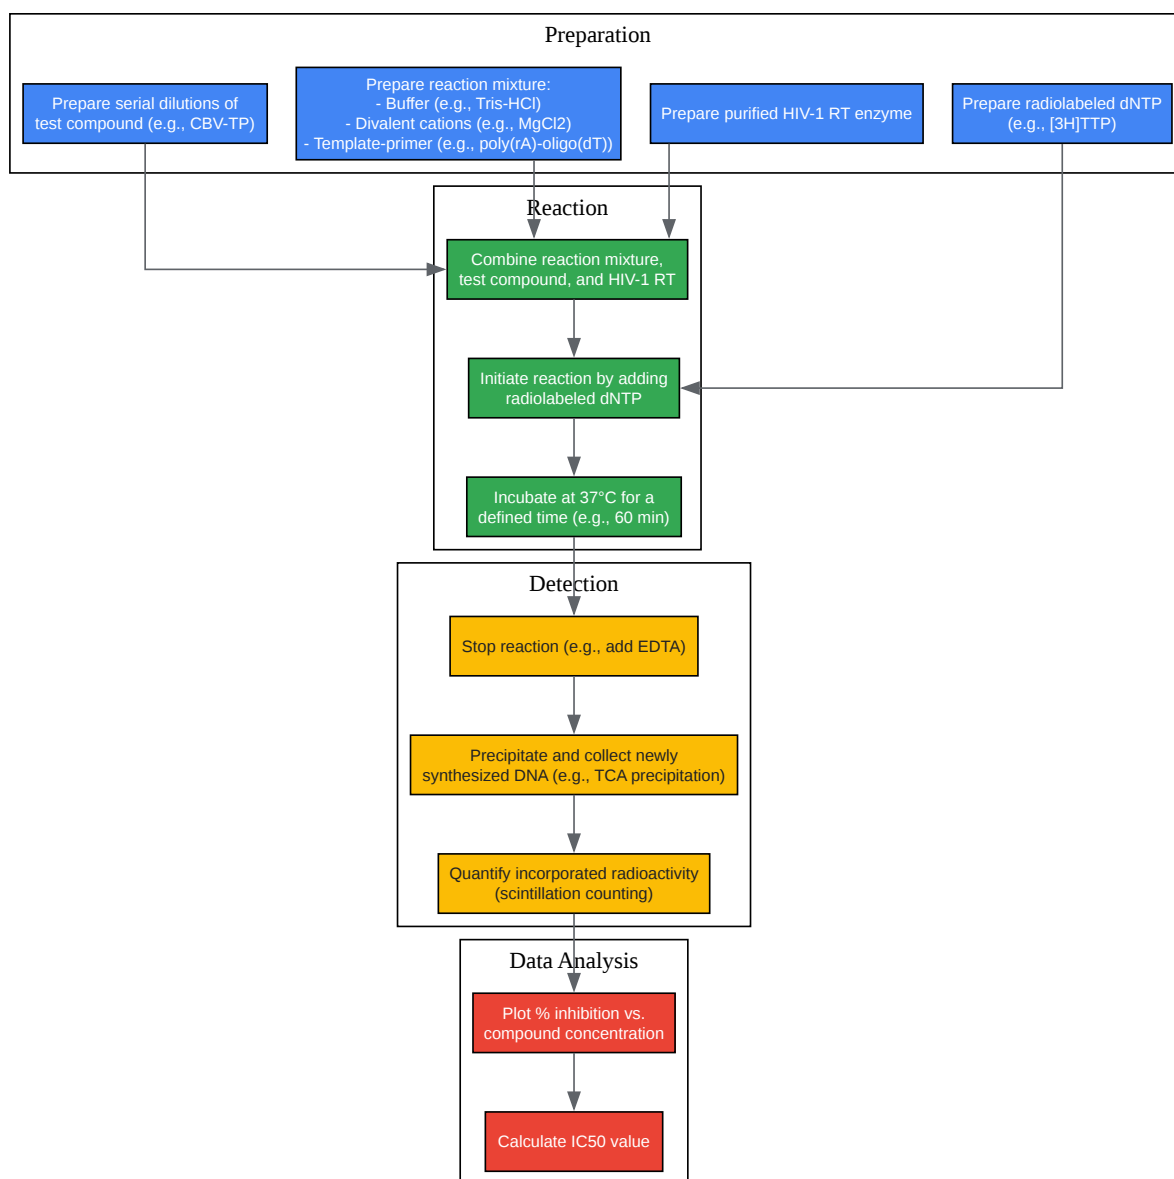 Preparation
Prepare serial dilutions of
test compound (e.g., CBV-TP)
Prepare reaction mixture:
- Buffer (e.g., Tris-HCl)
- Divalent cations (e.g., MgCl2)
- Template-primer (e.g., poly(rA)-oligo(dT))
Prepare purified HIV-1 RT enzyme
Prepare radiolabeled dNTP
(e.g., [3H]TTP)
Reaction
Combine reaction mixture,
test compound, and HIV-1 RT
Initiate reaction by adding
radiolabeled dNTP
Incubate at 37°C for a
defined time (e.g., 60 min)
Detection
Stop reaction (e.g., add EDTA)
Precipitate and collect newly
synthesized DNA (e.g., TCA precipitation)
Quantify incorporated radioactivity
(scintillation counting)
Data Analysis
Plot % inhibition vs.
compound concentration
Calculate IC50 value